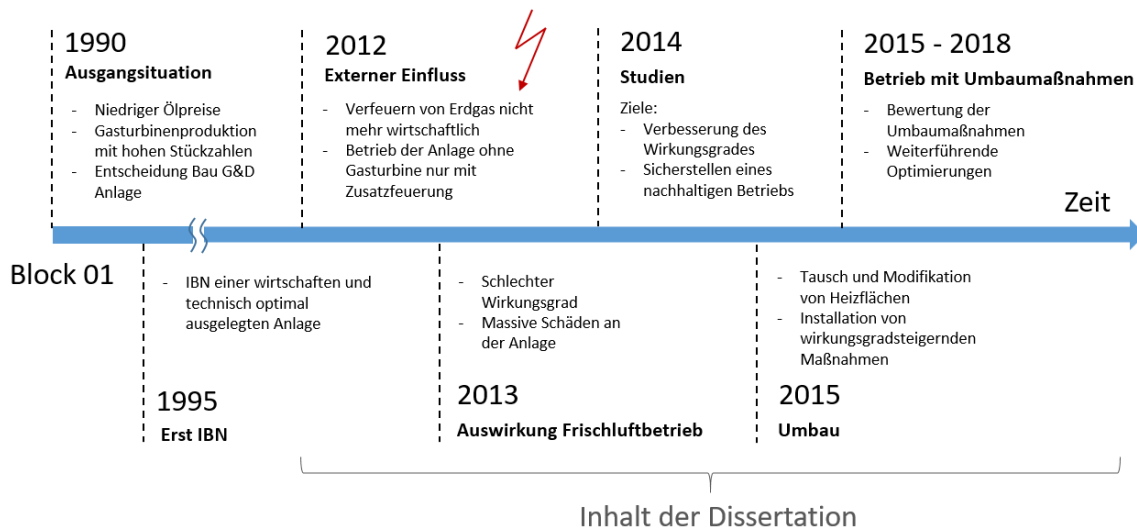 1990
Ausgangsituation
- Niedriger Ölpreise
- Gasturbinenproduktion
mit hohen Stückzahlen
- Entscheidung Bau G&D
Anlage
2012
Externer Einfluss
- Verfeuern von Erdgas nicht
mehr wirtschaftlich
- Betrieb der Anlage ohne
Gasturbine nur mit
Zusatzfeuerung
2014
Studien
Ziele:
- Verbesserung des
Wirkungsgrades
- Sicherstellen eines
nachhaltigen Betriebs
2015 - 2018
Betrieb mit Umbaumaßnahmen
- Bewertung der
Umbaumaßnahmen
- Weiterführende
Optimierungen
Zeit
Block 01
- IBN einer wirtschaften und
technisch optimal
ausgelegten Anlage
1995
Erst IBN
- Schlechter
Wirkungsgrad
- Massive Schäden an
der Anlage
2013
Auswirkung Frischluftbetrieb
- Tausch und Modifikation
von Heizflächen
- Installation von
wirkungsgradsteigernden
Maßnahmen
2015
Umbau
Inhalt der Dissertation